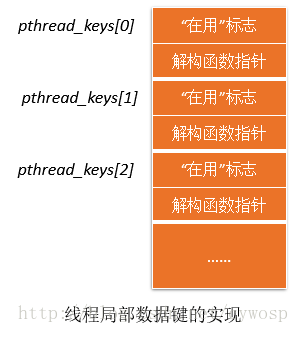 pthread_keys[0]
“在用”标志
解构函数指针
pthread_keys[1]
“在用”标志
解构函数指针
pthread_keys[2]
“在用”标志
解构函数指针
......
线程局部数据键的实现